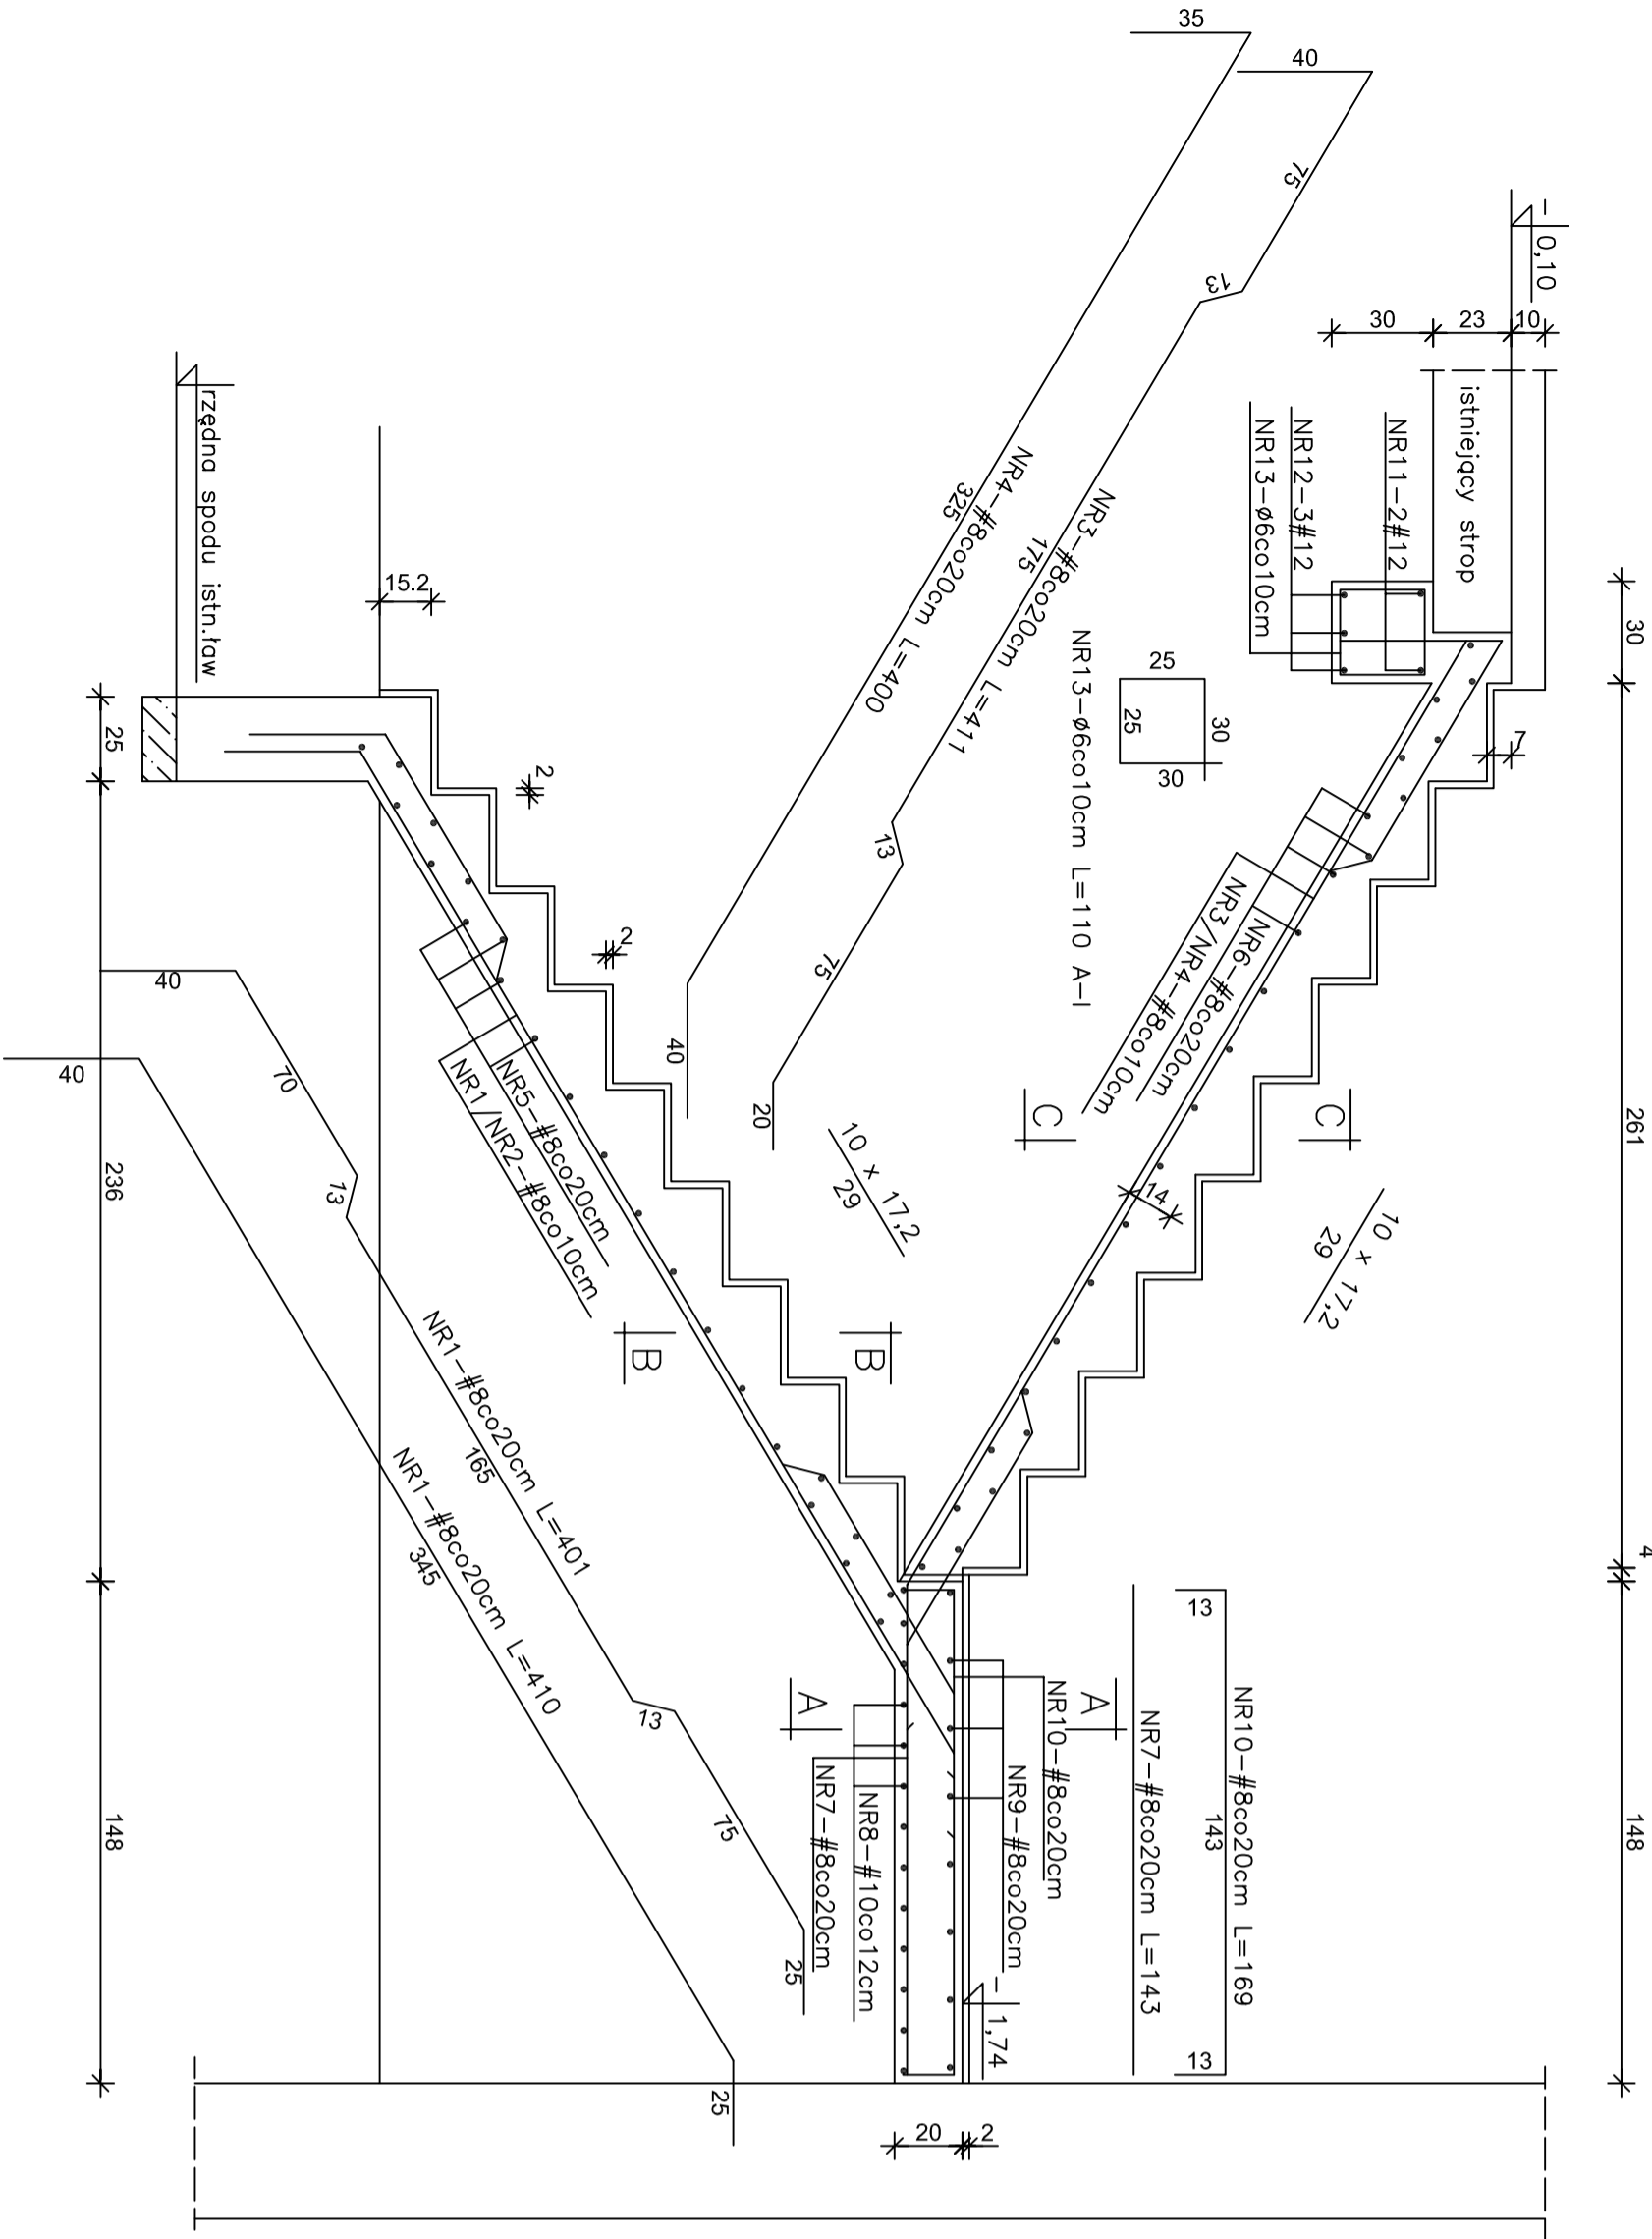 35
40
75
13
NR4-#8co20cm L=400
325
NR3-#8co20cm L=411
175
13
75
40
20
-0,10
30
23
10
istniejący strop
NR11-2#12
NR12-3#12
NR13-ø6co10cm
30
261
4
148
7
NR13-ø6co10cm L=110 A-I
25
25
30
30
NR6-#8co20cm
NR3/NR4-#8co10cm
C
C
14
10 x 17,2
29
10 x 17,2
29
rzędna spodu istn.ław
15.2
2
2
NR5-#8co20cm
NR1/NR2-#8co10cm
B
B
25
236
148
40
70
13
NR1-#8co20cm L=401
165
13
75
25
40
NR1-#8co20cm L=410
345
25
A
A
NR10-#8co20cm L=169
13
143
13
NR7-#8co20cm L=143
NR10-#8co20cm
NR9-#8co20cm
NR8-#10co12cm
NR7-#8co20cm
-1,74
20
2